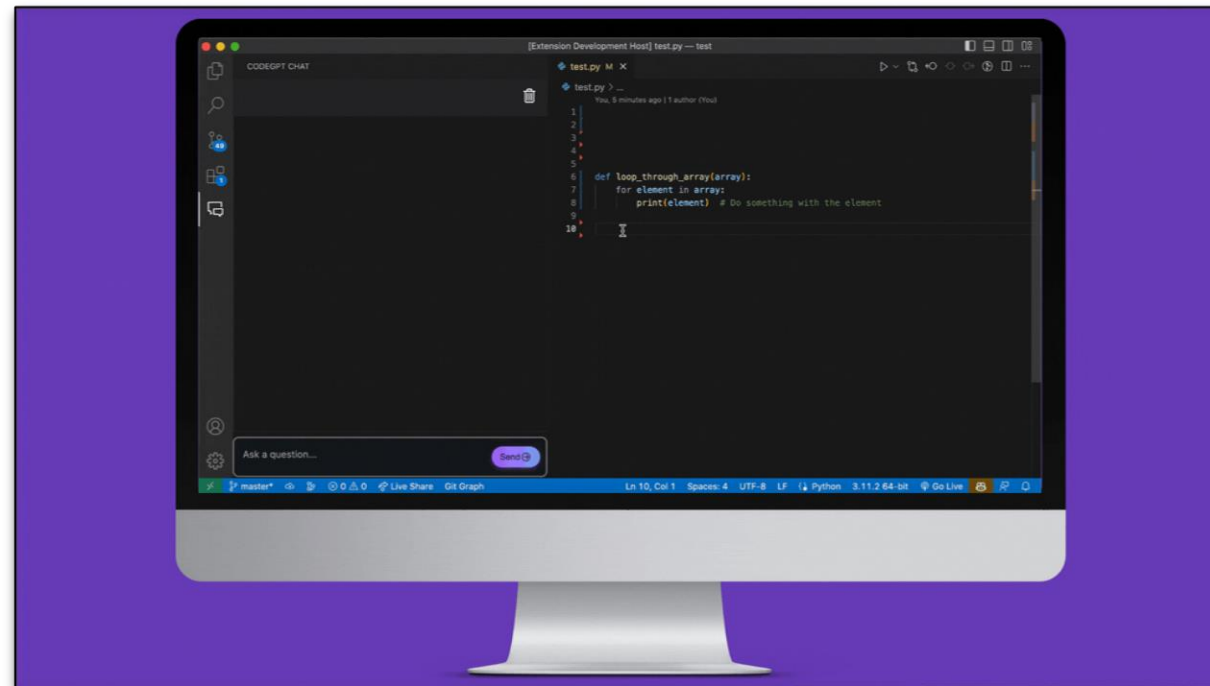 [Extension Development Host] test.py — test
CODEGPT CHAT
test.py M
test.py > ...
You, 5 minutes ago | 1 author (You)
1
2
3
4
5
6 def loop_through_array(array):
7 for element in array:
8 print(element) # Do something with the element
9
10
49
1
Ask a question...
Send
master* 0 0 Live Share Git Graph
Ln 10, Col 1 Spaces: 4 UTF-8 LF Python 3.11.2 64-bit Go Live